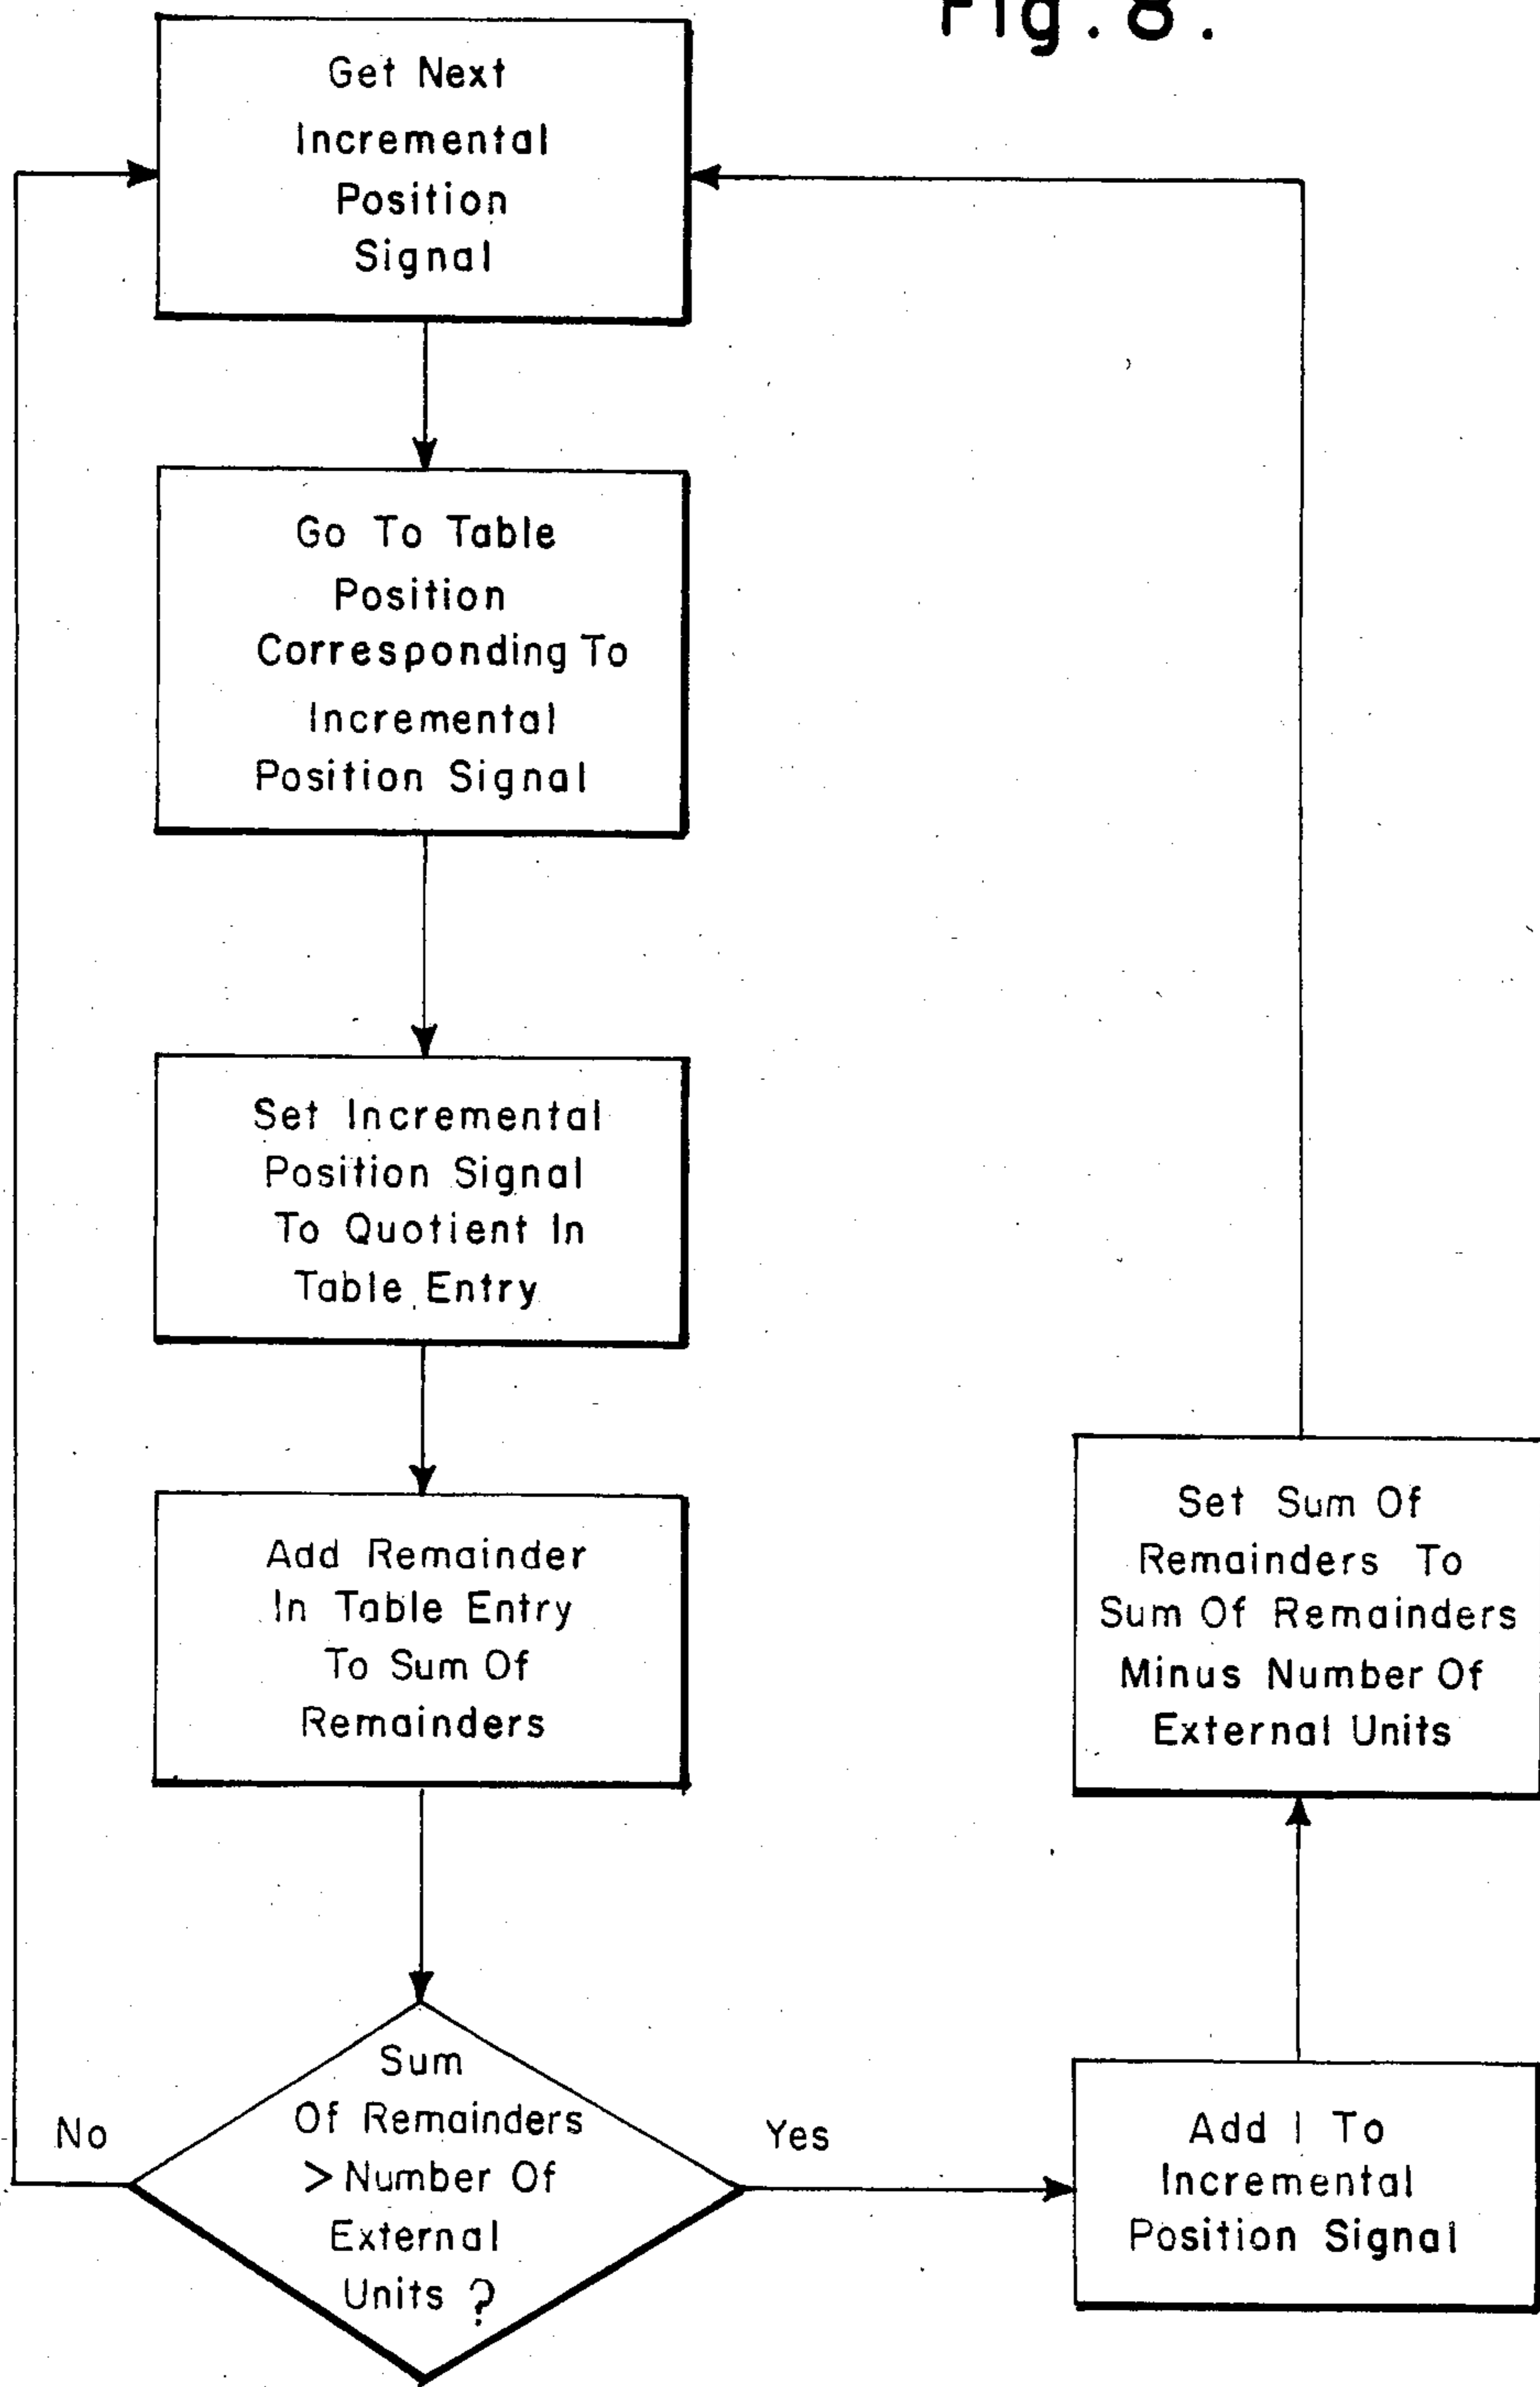 Fig. 8.
Get Next
Incremental
Position
Signal
Go To Table
Position
Corresponding To
Incremental
Position Signal
Set Incremental
Position Signal
To Quotient In
Table Entry
Add Remainder
In Table Entry
To Sum Of
Remainders
Sum
Of Remainders
> Number Of
External
Units ?
No
Yes
Add 1 To
Incremental
Position Signal
Set Sum Of
Remainders To
Sum Of Remainders
Minus Number Of
External Units